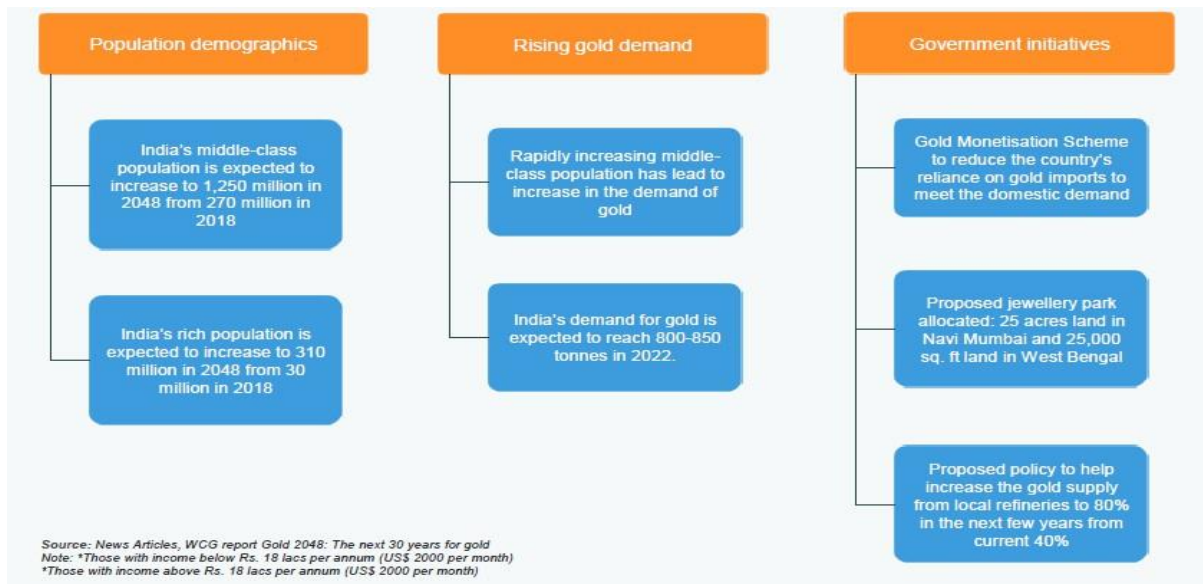 Population demographics
India's middle-class
population is expected to
increase to 1,250 million in
2048 from 270 million in
2018
India's rich population is
expected to increase to 310
million in 2048 from 30
million in 2018
Rising gold demand
Rapidly increasing middle-
class population has lead to
increase in the demand of
gold
India's demand for gold is
expected to reach 800-850
tonnes in 2022.
Government initiatives
Gold Monetisation Scheme
to reduce the country's
reliance on gold imports to
meet the domestic demand
Proposed jewellery park
allocated: 25 acres land in
Navi Mumbai and 25,000
sq. ft land in West Bengal
Proposed policy to help
increase the gold supply
from local refineries to 80%
in the next few years from
current 40%
Source: News Articles, WCG report Gold 2048: The next 30 years for gold
Note: *Those with income below Rs. 18 lacs per annum (US$ 2000 per month)
*Those with income above Rs. 18 lacs per annum (US$ 2000 per month)